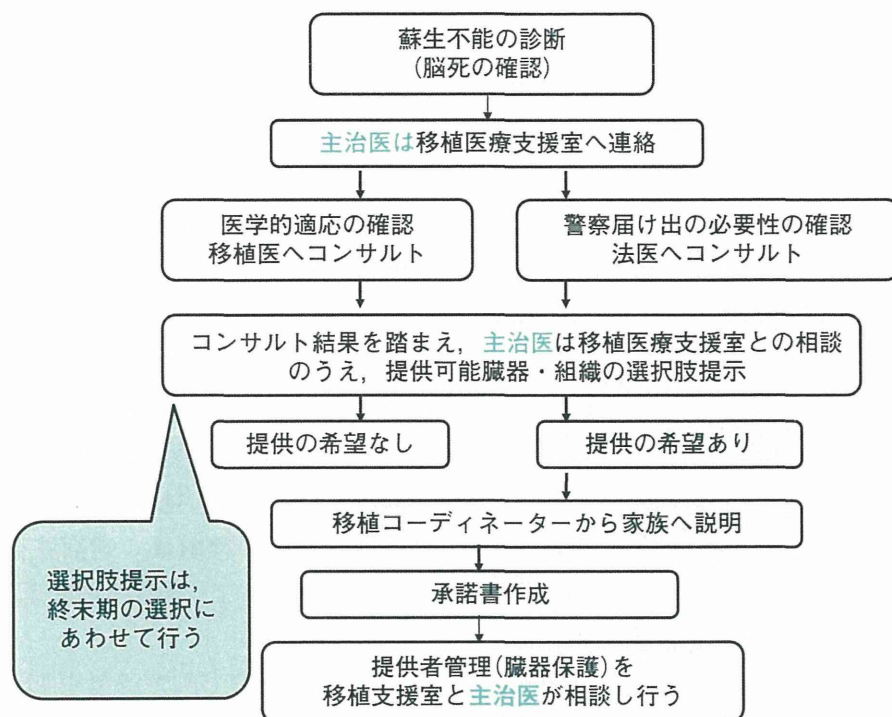 蘇生不能の診断
(脳死の確認)
主治医は移植医療支援室へ連絡
医学的適応の確認
移植医へコンサルト
警察届け出の必要性の確認
法医へコンサルト
コンサルト結果を踏まえ，主治医は移植医療支援室との相談
のうえ，提供可能臓器・組織の選択肢提示
提供の希望なし
提供の希望あり
移植コーディネーターから家族へ説明
選択肢提示は，
終末期の選択に
あわせて行う
承諾書作成
提供者管理(臓器保護)を
移植支援室と主治医が相談し行う